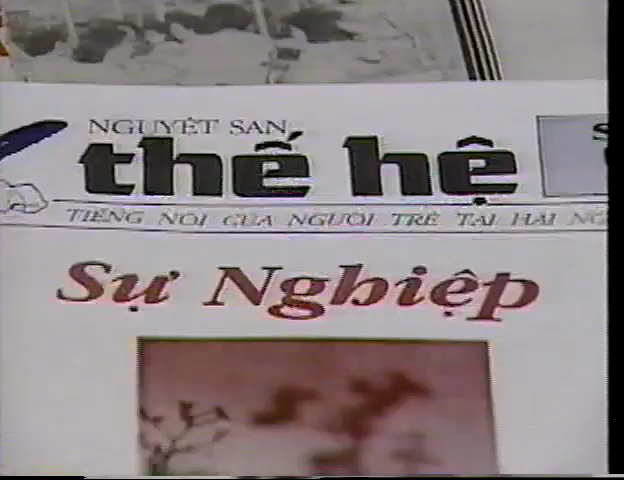 NGUYỆT SAN
thế hệ
TIẾNG NÓI CỦA NGƯỜI TRẺ TẠI HẢI
Sự Nghiệp